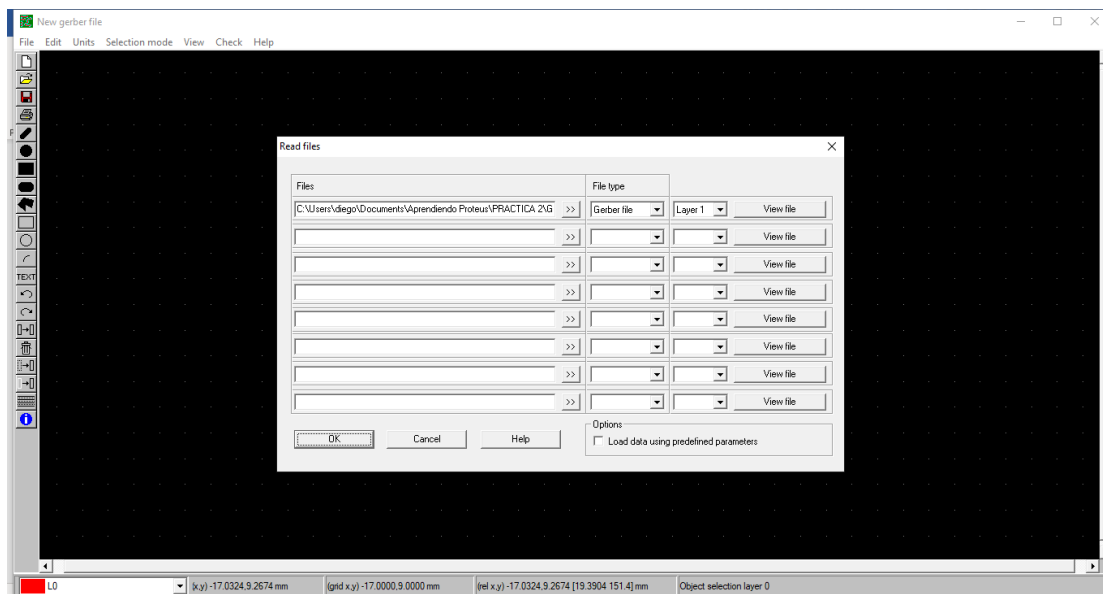 New gerber file
File Edit Units Selection mode View Check Help
TEXT
Read files
Files File type
C:\Users\diego\Documents\Aprendiendo Proteus\PRACTICA 2\G >> Gerber file Layer 1 View file
>> View file
>> View file
>> View file
>> View file
>> View file
>> View file
>> View file
Options
OK Cancel Help Load data using predefined parameters
L0 (x,y) -17.0324,9.2674 mm (grid x,y) -17.0000,9.0000 mm (rel x,y) -17.0324,9.2674 [19.3904 151.4] mm Object selection layer 0